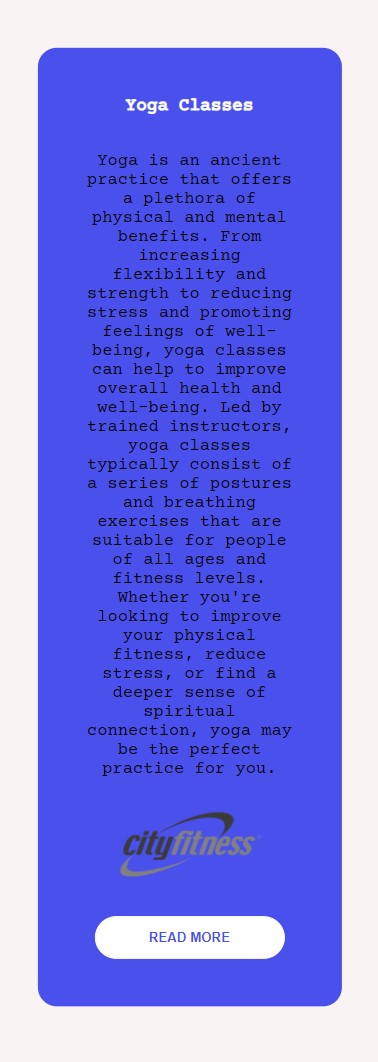 Yoga Classes
Yoga is an ancient
practice that offers
a plethora of
physical and mental
benefits. From
increasing
flexibility and
strength to reducing
stress and promoting
feelings of well-
being, yoga classes
can help to improve
overall health and
well-being. Led by
trained instructors,
yoga classes
typically consist of
a series of postures
and breathing
exercises that are
suitable for people
of all ages and
fitness levels.
Whether you're
looking to improve
your physical
fitness, reduce
stress, or find a
deeper sense of
spiritual
connection, yoga may
be the perfect
practice for you.
cityfitness
READ MORE